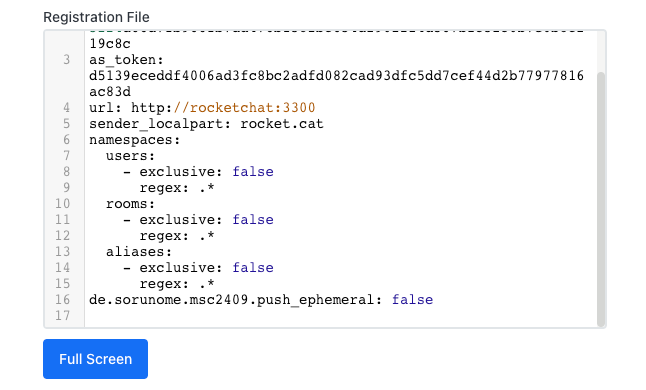 Registration File
19c8c
3 as_token:
d5139eceddf4006ad3fc8bc2adfd082cad93dfc5dd7cef44d2b77977816
ac83d
4 url: http://rocketchat:3300
5 sender_localpart: rocket.cat
6 namespaces:
7 users:
8 - exclusive: false
9 regex: .*
10 rooms:
11 - exclusive: false
12 regex: .*
13 aliases:
14 - exclusive: false
15 regex: .*
16 de.sorunome.msc2409.push_ephemeral: false
17
Full Screen